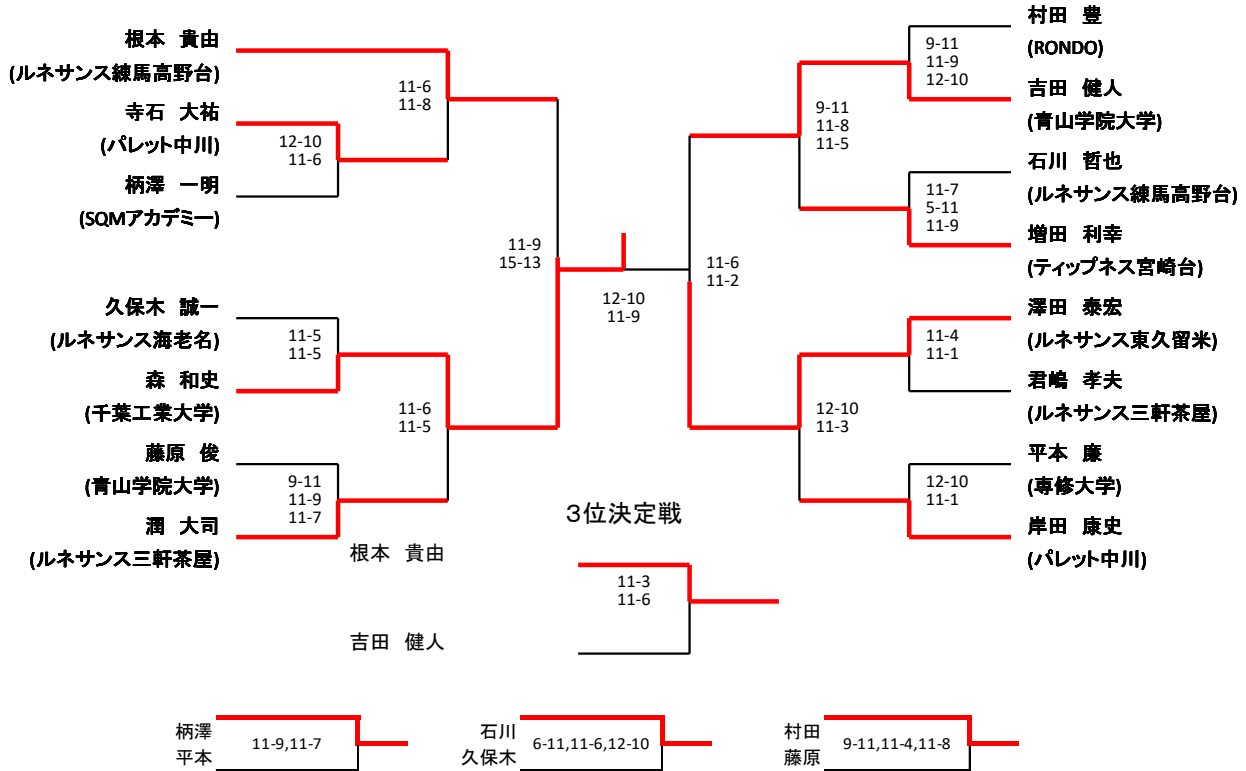 根本 貴由
(ルネサンス練馬高野台)
11-6
11-8
寺石 大祐
(パレット中川)
12-10
11-6
柄澤 一明
(SQMアカデミー)
11-9
15-13
久保木 誠一
(ルネサンス海老名)
11-5
11-5
森 和史
(千葉工業大学)
11-6
11-5
藤原 俊
(青山学院大学)
9-11
11-9
11-7
潤 大司
(ルネサンス三軒茶屋)
12-10
11-9
村田 豊
(RONDO)
9-11
11-9
12-10
吉田 健人
(青山学院大学)
9-11
11-8
11-5
石川 哲也
(ルネサンス練馬高野台)
11-7
5-11
11-9
増田 利幸
(ティップネス宮崎台)
11-6
11-2
澤田 泰宏
(ルネサンス東久留米)
11-4
11-1
君嶋 孝夫
(ルネサンス三軒茶屋)
12-10
11-3
平本 廉
(専修大学)
12-10
11-1
岸田 康史
(パレット中川)
3位決定戦
根本 貴由
11-3
11-6
吉田 健人
柄澤
平本
11-9,11-7
石川
久保木
6-11,11-6,12-10
村田
藤原
9-11,11-4,11-8